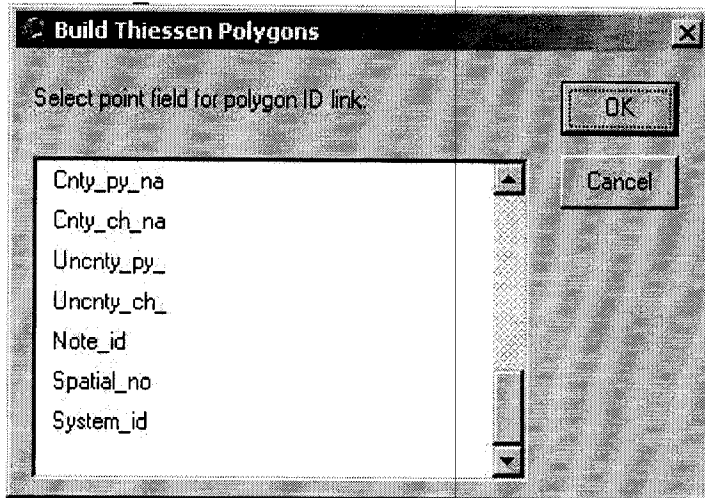 Build Thiessen Polygons
Select point field for polygon ID link:
OK
Cnty_py_na
Cancel
Cnty_ch_na
Uncnty_py_
Uncnty_ch_
Note_id
Spatial_no
System_id